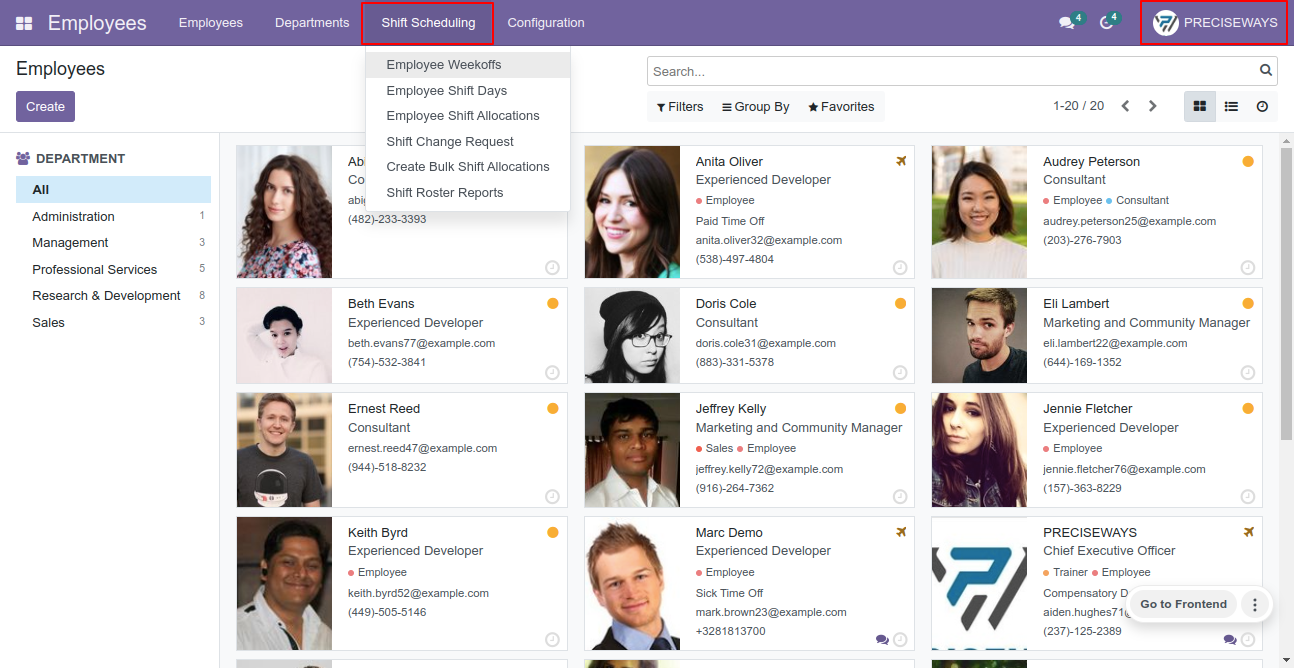 Employees Employees Departments Shift Scheduling Configuration 4 4 PRECISEWAYS
Employees
Search...
Create
Filters Group By Favorites 1-20 / 20
Employee Weekoffs
Employee Shift Days
Employee Shift Allocations
Shift Change Request
Create Bulk Shift Allocations
Shift Roster Reports
DEPARTMENT
All
Administration 1
Management 3
Professional Services 5
Research & Development 8
Sales 3
(482)-233-3393
Anita Oliver
Experienced Developer
Employee
Paid Time Off
anita.oliver32@example.com
(538)-497-4804
Audrey Peterson
Consultant
Employee Consultant
audrey.peterson25@example.com
(203)-276-7903
Beth Evans
Experienced Developer
beth.evans77@example.com
(754)-532-3841
Doris Cole
Consultant
doris.cole31@example.com
(883)-331-5378
Eli Lambert
Marketing and Community Manager
eli.lambert22@example.com
(644)-169-1352
Ernest Reed
Consultant
ernest.reed47@example.com
(944)-518-8232
Jeffrey Kelly
Marketing and Community Manager
Sales Employee
jeffrey.kelly72@example.com
(916)-264-7362
Jennie Fletcher
Experienced Developer
Employee
jennie.fletcher76@example.com
(157)-363-8229
Keith Byrd
Experienced Developer
Employee
keith.byrd52@example.com
(449)-505-5146
Marc Demo
Experienced Developer
Employee
Sick Time Off
mark.brown23@example.com
+3281813700
PRECISEWAYS
Chief Executive Officer
Trainer Employee
Compensatory D
aiden.hughes71@
(237)-125-2389
Go to Frontend